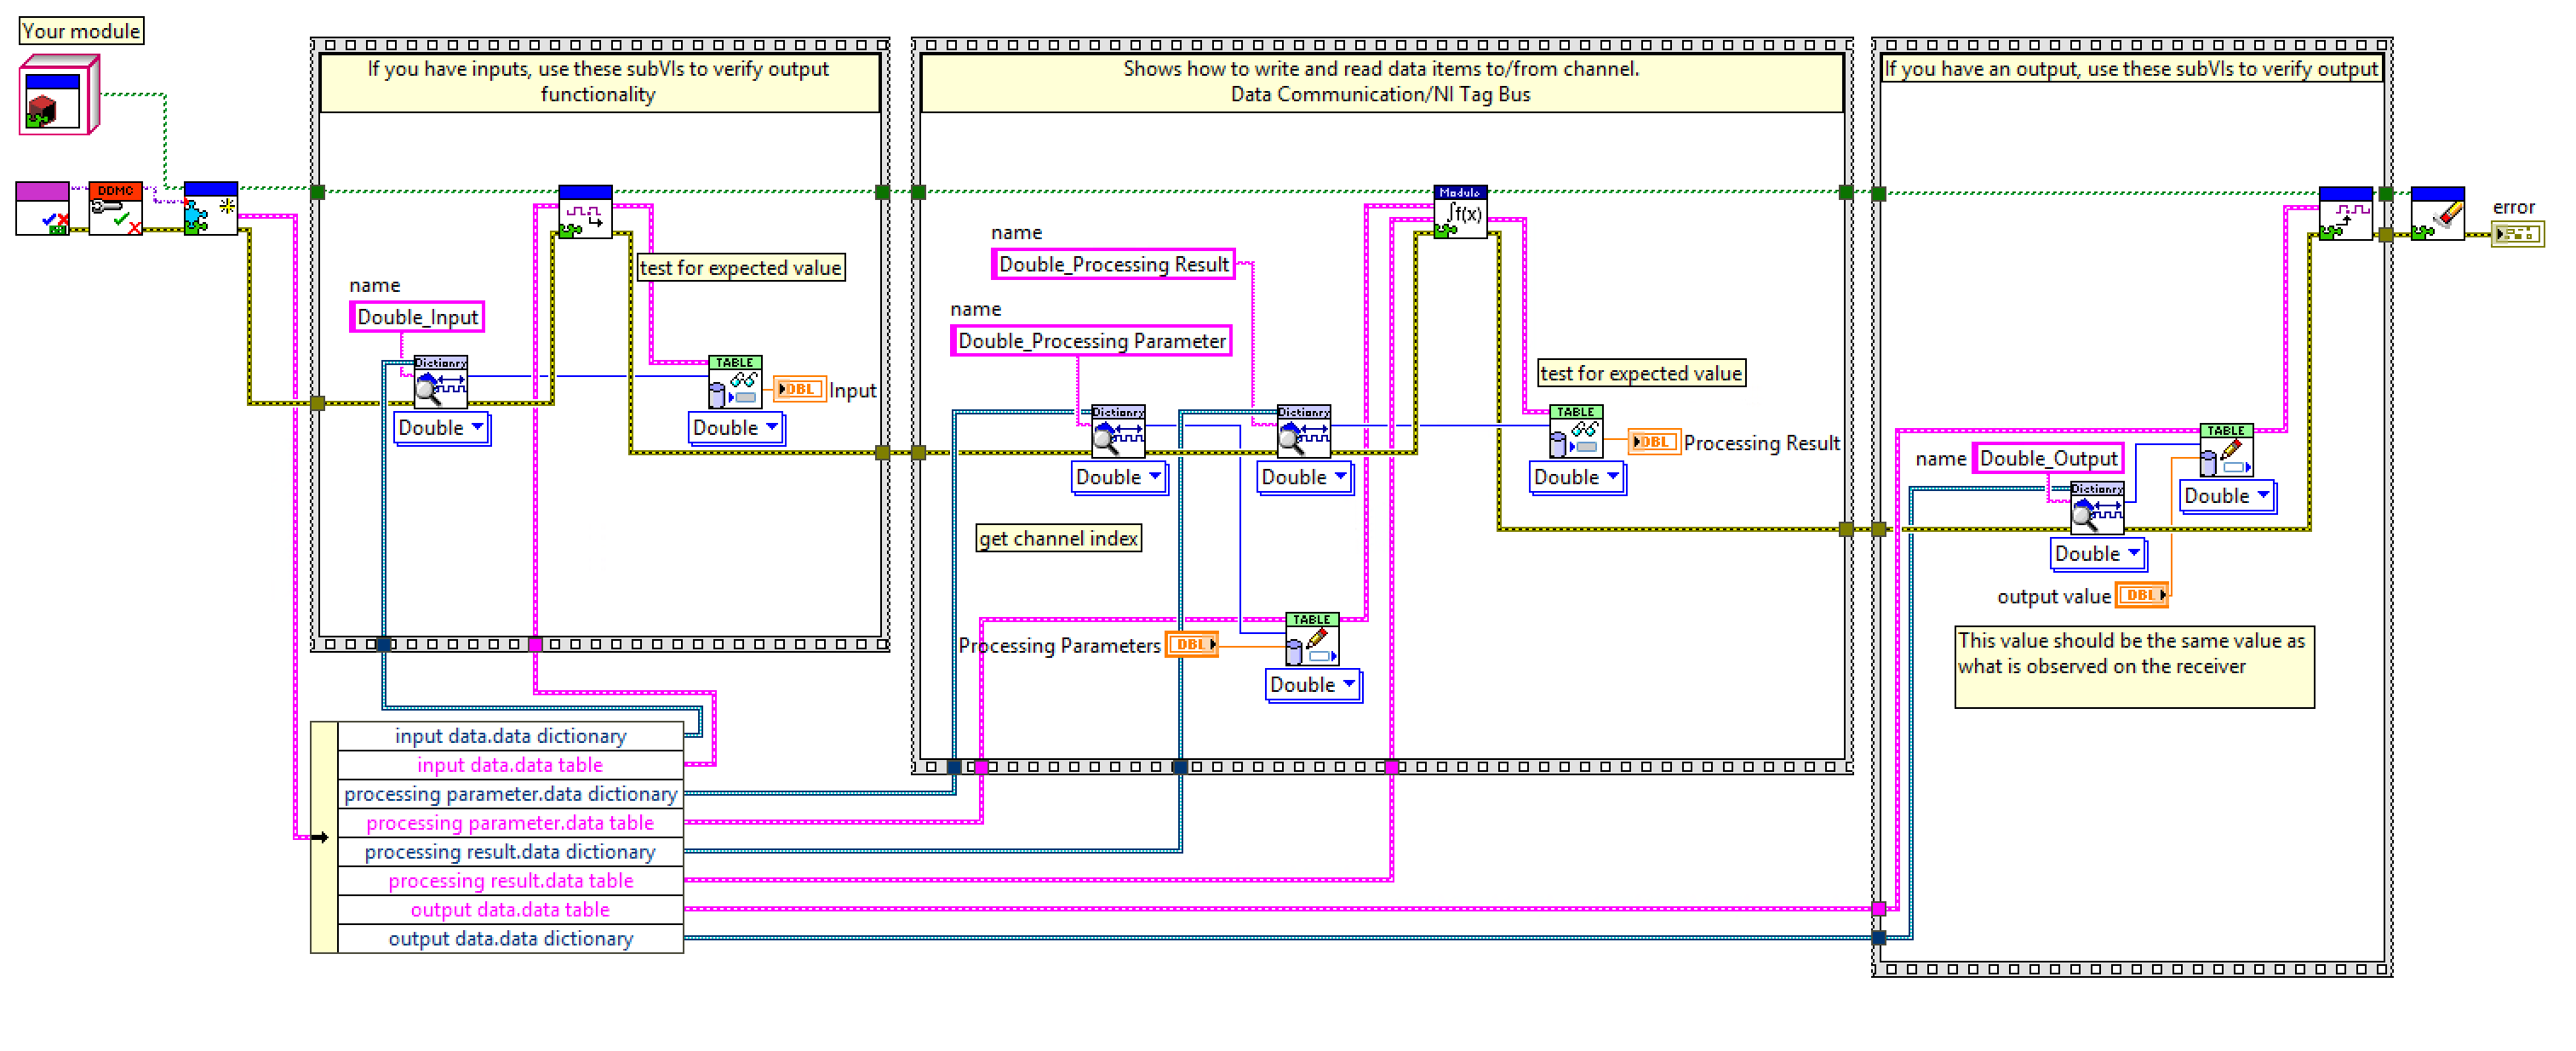 Your module
DDMC
If you have inputs, use these subVIs to verify output
functionality
name
Double_Input
Dictionry
Double
test for expected value
TABLE
DBL
Input
Double
Shows how to write and read data items to/from channel.
Data Communication/NI Tag Bus
name
Double_Processing Result
name
Double_Processing Parameter
Dictionry
Double
Dictionry
Double
Module
∫f(x)
test for expected value
TABLE
DBL
Processing Result
Double
get channel index
Processing Parameters
DBL
TABLE
Double
If you have an output, use these subVIs to verify output
name
Double_Output
Dictionry
Double
TABLE
Double
output value
DBL
This value should be the same value as
what is observed on the receiver
error
input data.data dictionary
input data.data table
processing parameter.data dictionary
processing parameter.data table
processing result.data dictionary
processing result.data table
output data.data table
output data.data dictionary